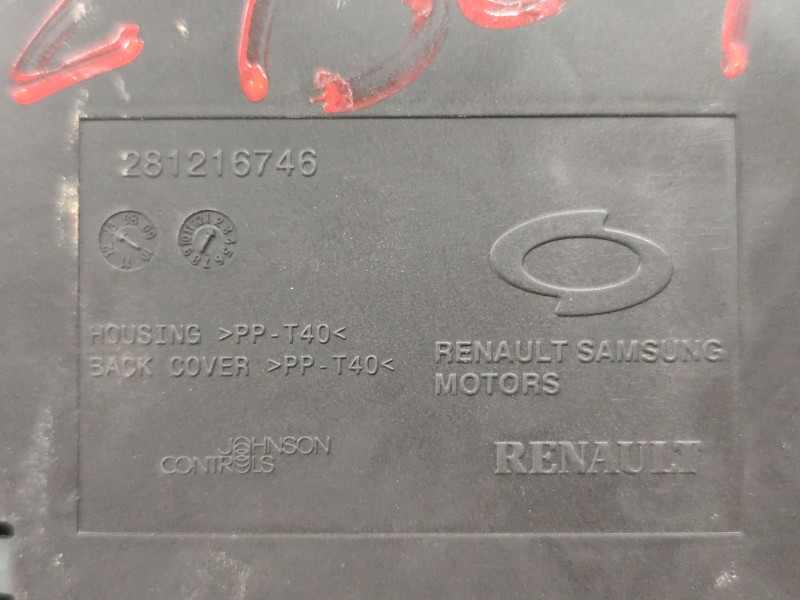 281216746
HOUSING >PP-T40<
BACK COVER >PP-T40<
RENAULT SAMSUNG
MOTORS
JOHNSON
CONTROLS
RENAULT